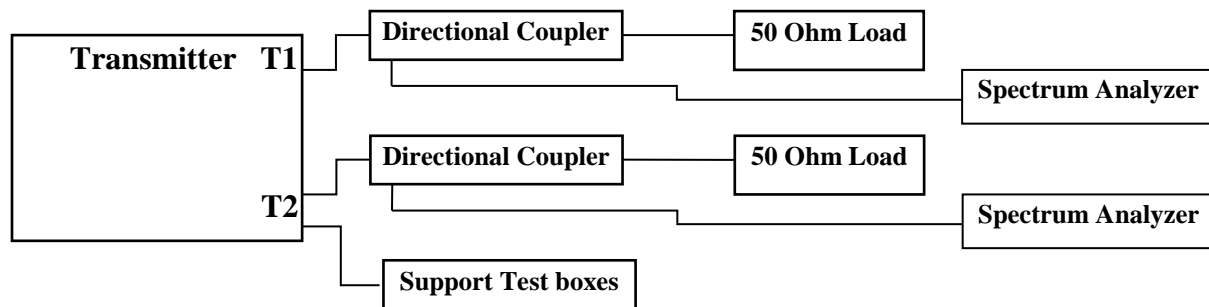 Directional Coupler
50 Ohm Load
Transmitter T1
Spectrum Analyzer
Directional Coupler
50 Ohm Load
T2
Spectrum Analyzer
Support Test boxes